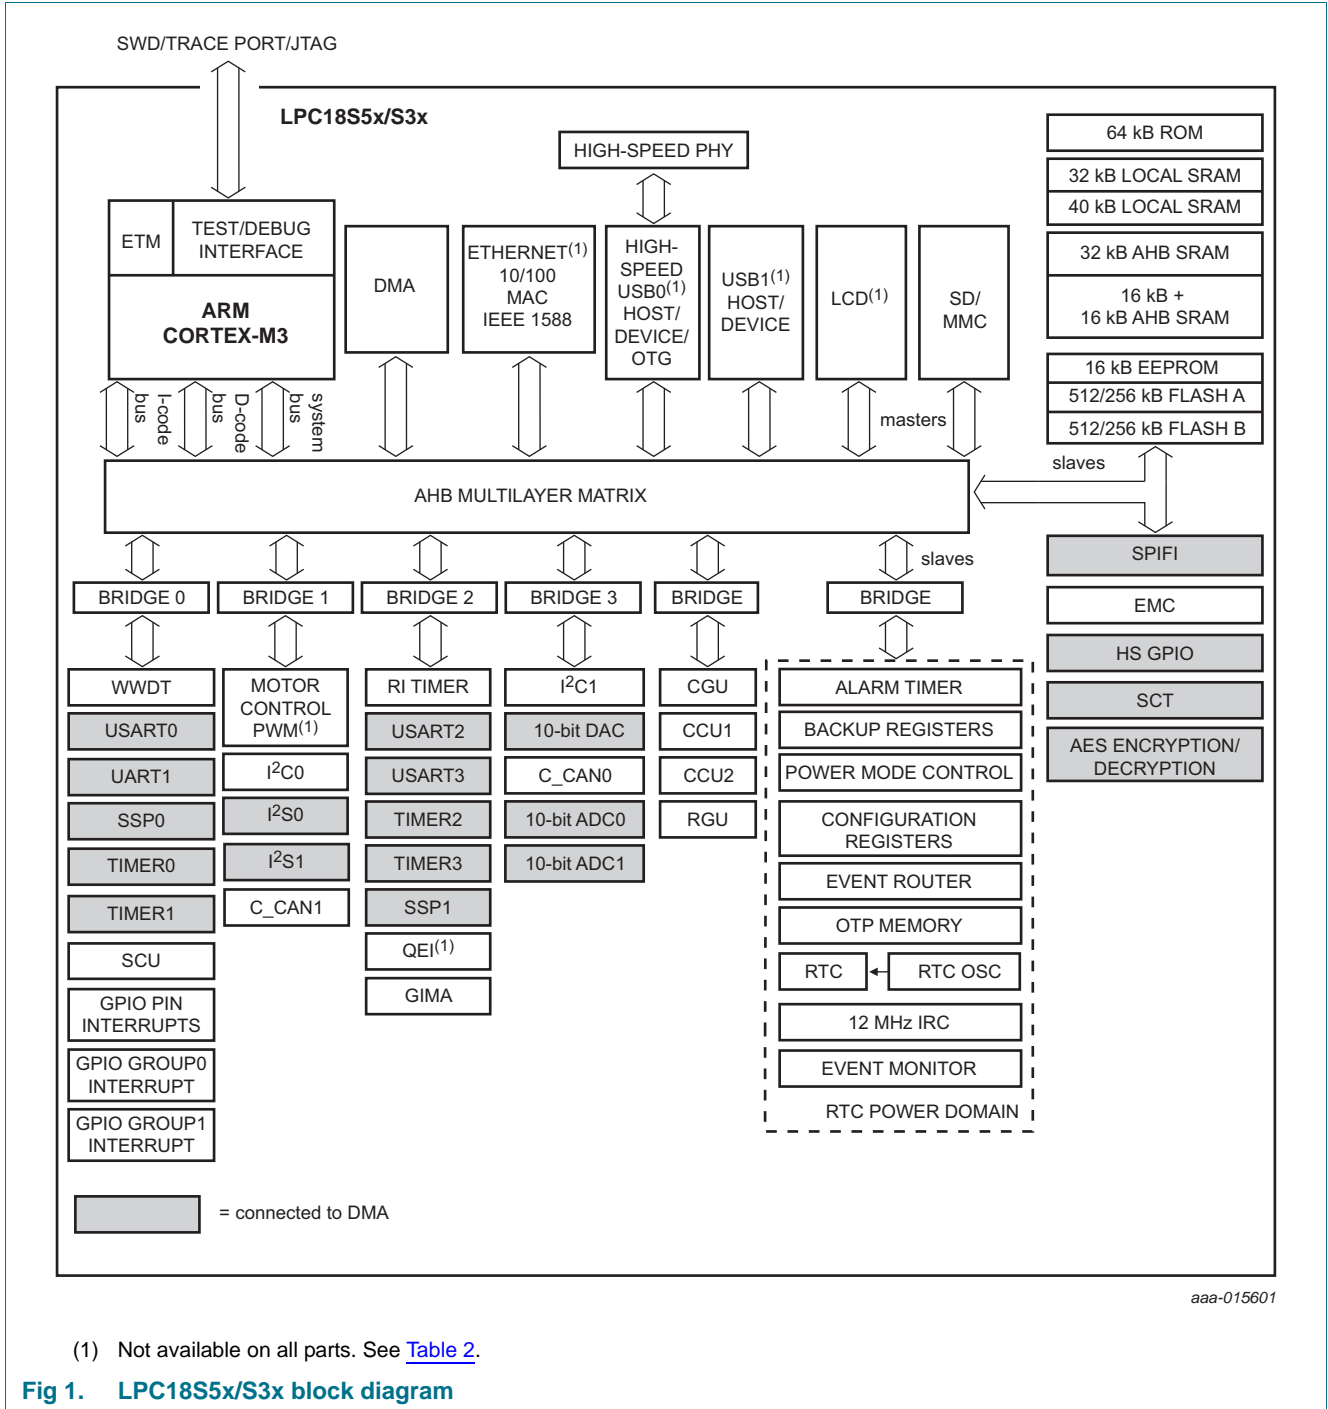 SWD/TRACE PORT/JTAG
LPC18S5x/S3x
HIGH-SPEED PHY
ETM
TEST/DEBUG
INTERFACE
ARM
CORTEX-M3
DMA
ETHERNET(1)
10/100
MAC
IEEE 1588
HIGH-
SPEED
USB0(1)
HOST/
DEVICE/
OTG
USB1(1)
HOST/
DEVICE
LCD(1)
SD/
MMC
64 kB ROM
32 kB LOCAL SRAM
40 kB LOCAL SRAM
32 kB AHB SRAM
16 kB +
16 kB AHB SRAM
16 kB EEPROM
512/256 kB FLASH A
512/256 kB FLASH B
I-code
bus
D-code
bus
system
bus
masters
slaves
AHB MULTILAYER MATRIX
slaves
BRIDGE 0
BRIDGE 1
BRIDGE 2
BRIDGE 3
BRIDGE
BRIDGE
WWDT
USART0
UART1
SSP0
TIMER0
TIMER1
SCU
GPIO PIN
INTERRUPTS
GPIO GROUP0
INTERRUPT
GPIO GROUP1
INTERRUPT
MOTOR
CONTROL
PWM(1)
I2C0
I2S0
I2S1
C_CAN1
RI TIMER
USART2
USART3
TIMER2
TIMER3
SSP1
QEI(1)
GIMA
I2C1
10-bit DAC
C_CAN0
10-bit ADC0
10-bit ADC1
CGU
CCU1
CCU2
RGU
ALARM TIMER
BACKUP REGISTERS
POWER MODE CONTROL
CONFIGURATION
REGISTERS
EVENT ROUTER
OTP MEMORY
RTC
RTC OSC
12 MHz IRC
EVENT MONITOR
RTC POWER DOMAIN
SPIFI
EMC
HS GPIO
SCT
AES ENCRYPTION/
DECRYPTION
= connected to DMA
aaa-015601
(1) Not available on all parts. See Table 2.
Fig 1. LPC18S5x/S3x block diagram